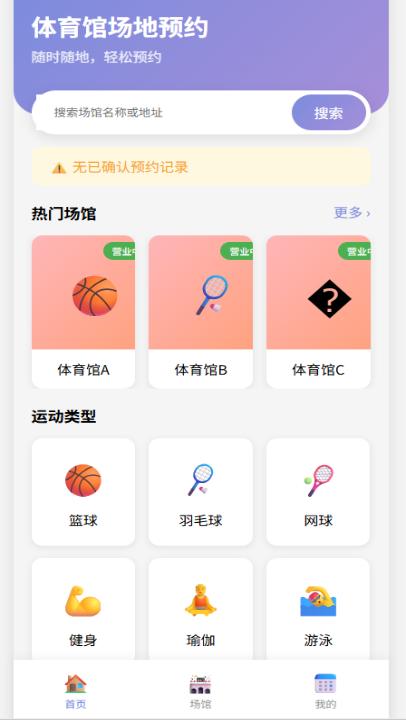 体育馆场地预约
随时随地，轻松预约
搜索场馆名称或地址
搜索
无已确认预约记录
热门场馆
更多 ›
营业中
营业中
营业中
体育馆A
体育馆B
体育馆C
运动类型
篮球
羽毛球
网球
健身
瑜伽
游泳
首页
场馆
我的